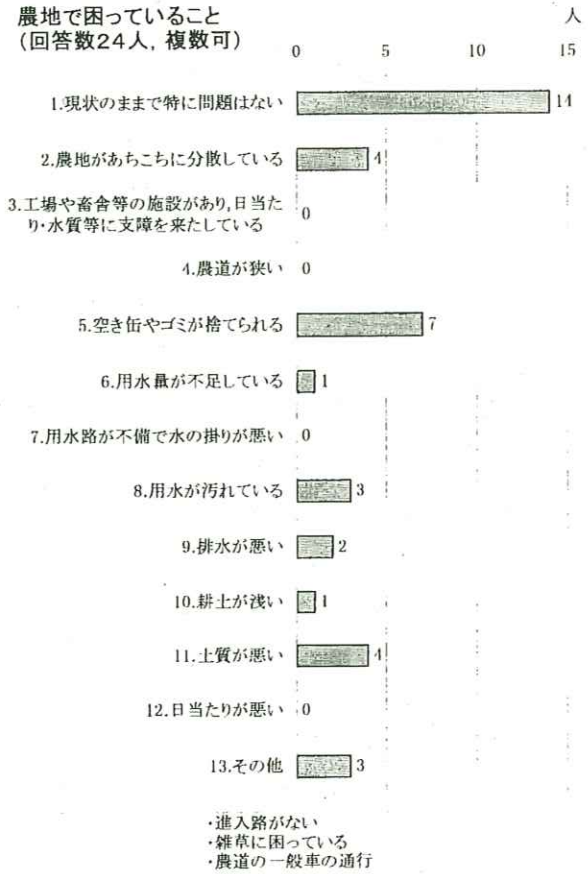 農地で困っていること
(回答数24人, 複数可)
人
0 5 10 15
1.現状のままで特に問題はない 14
2.農地があちこちに分散している 4
3.工場や畜舎等の施設があり,日当た
り・水質等に支障を来たしている 0
4.農道が狭い 0
5.空き缶やゴミが捨てられる 7
6.用水量が不足している 1
7.用水路が不備で水の掛りが悪い 0
8.用水が汚れている 3
9.排水が悪い 2
10.耕土が浅い 1
11.土質が悪い 4
12.日当たりが悪い 0
13.その他 3
・進入路がない
・雑草に困っている
・農道の一般車の通行